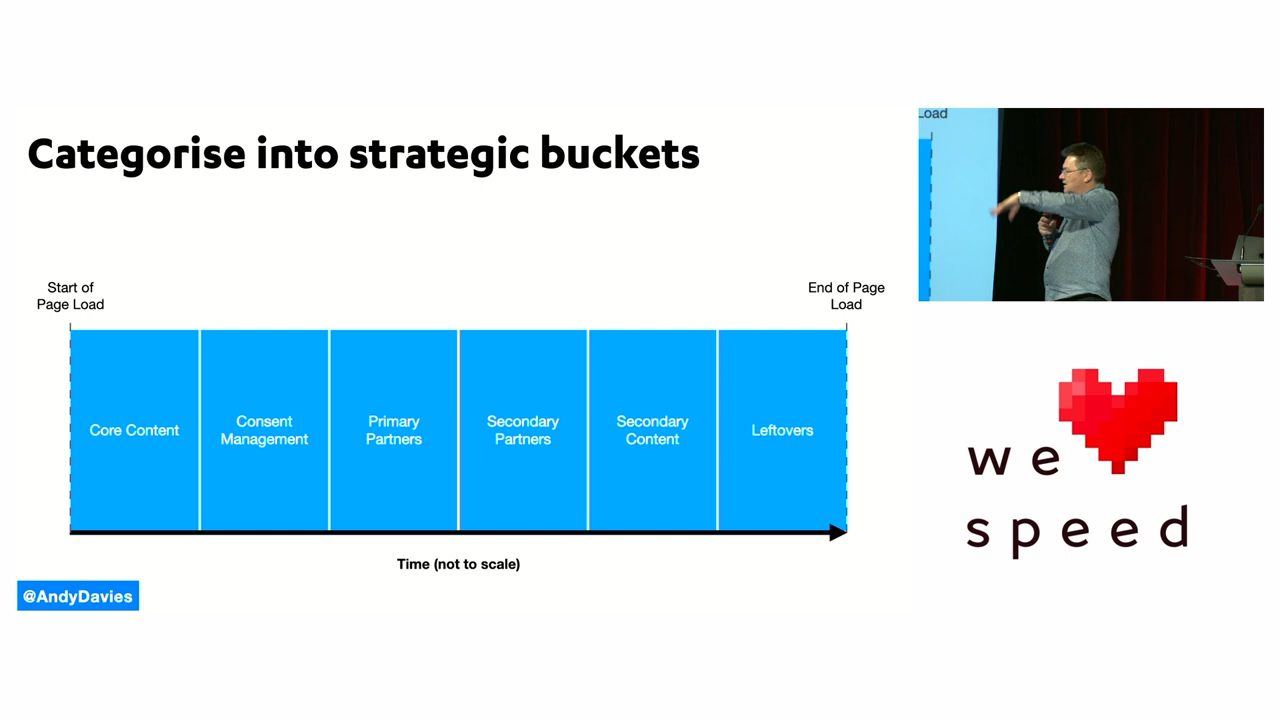 Categorise into strategic buckets
Start of
Page Load
End of Page
Load
Core Content
Consent
Management
Primary
Partners
Secondary
Partners
Secondary
Content
Leftovers
Time (not to scale)
@AndyDavies
Load
we
speed